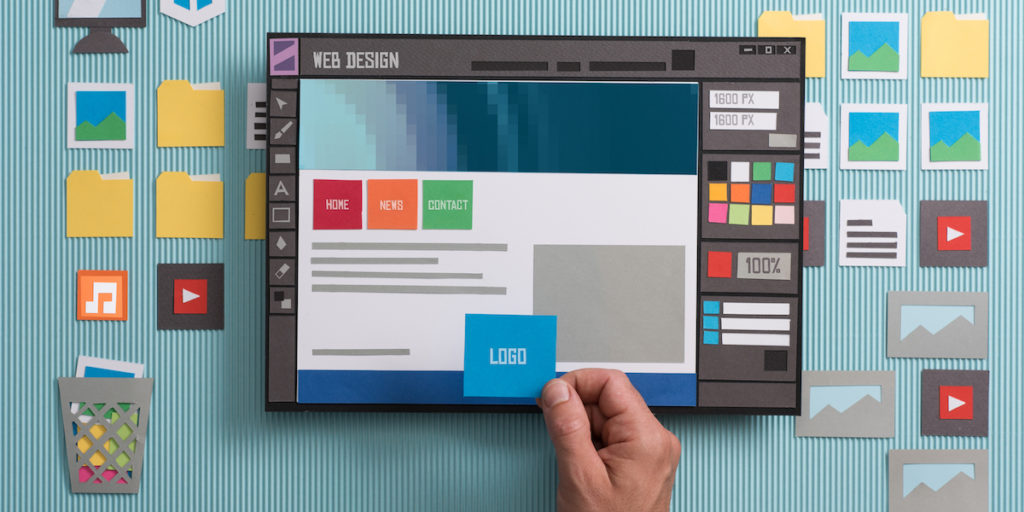 WEB DESIGN
1600 PX
1600 PX
HOME
NEWS
CONTACT
100%
LOGO